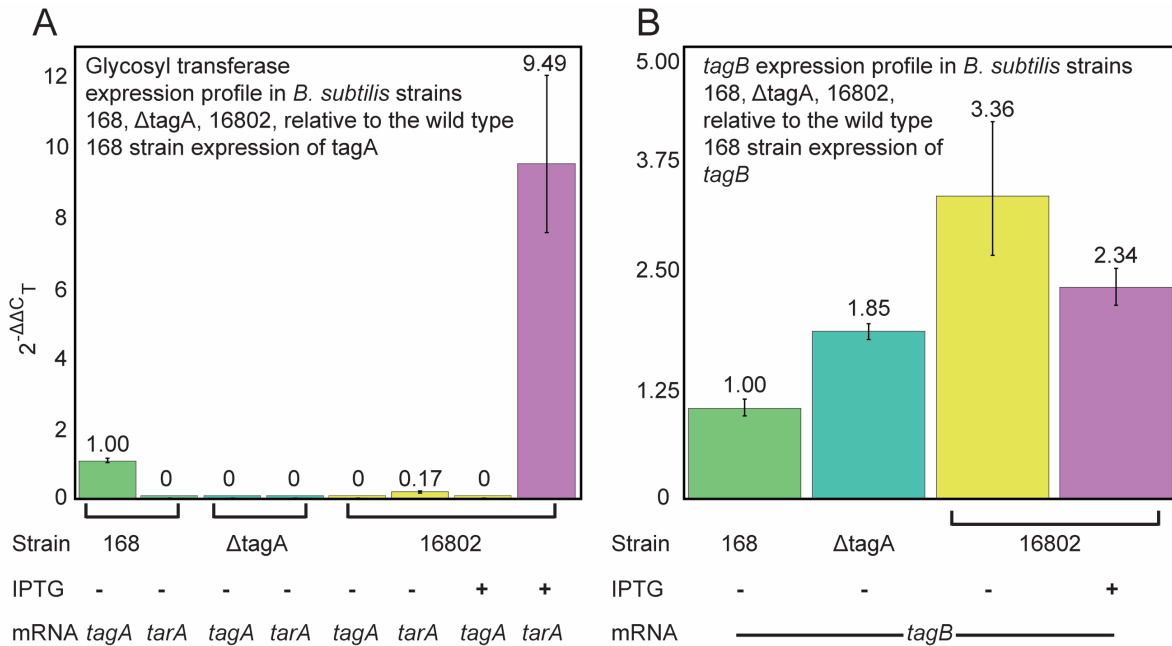 A
Glycosyl transferase
expression profile in B. subtilis strains
168, ΔtagA, 16802, relative to the wild type
168 strain expression of tagA
2^-ΔΔC_T
12
10
8
6
4
2
0
1.00
0
0
0
0
0.17
0
9.49
Strain 168 ΔtagA 16802
IPTG - - - - - - + +
mRNA tagA tarA tagA tarA tagA tarA tagA tarA
B
tagB expression profile in B. subtilis strains
168, ΔtagA, 16802,
relative to the wild type
168 strain expression of
tagB
5.00
3.75
2.50
1.25
0
1.00
1.85
3.36
2.34
Strain 168 ΔtagA 16802
IPTG - - - +
mRNA tagB